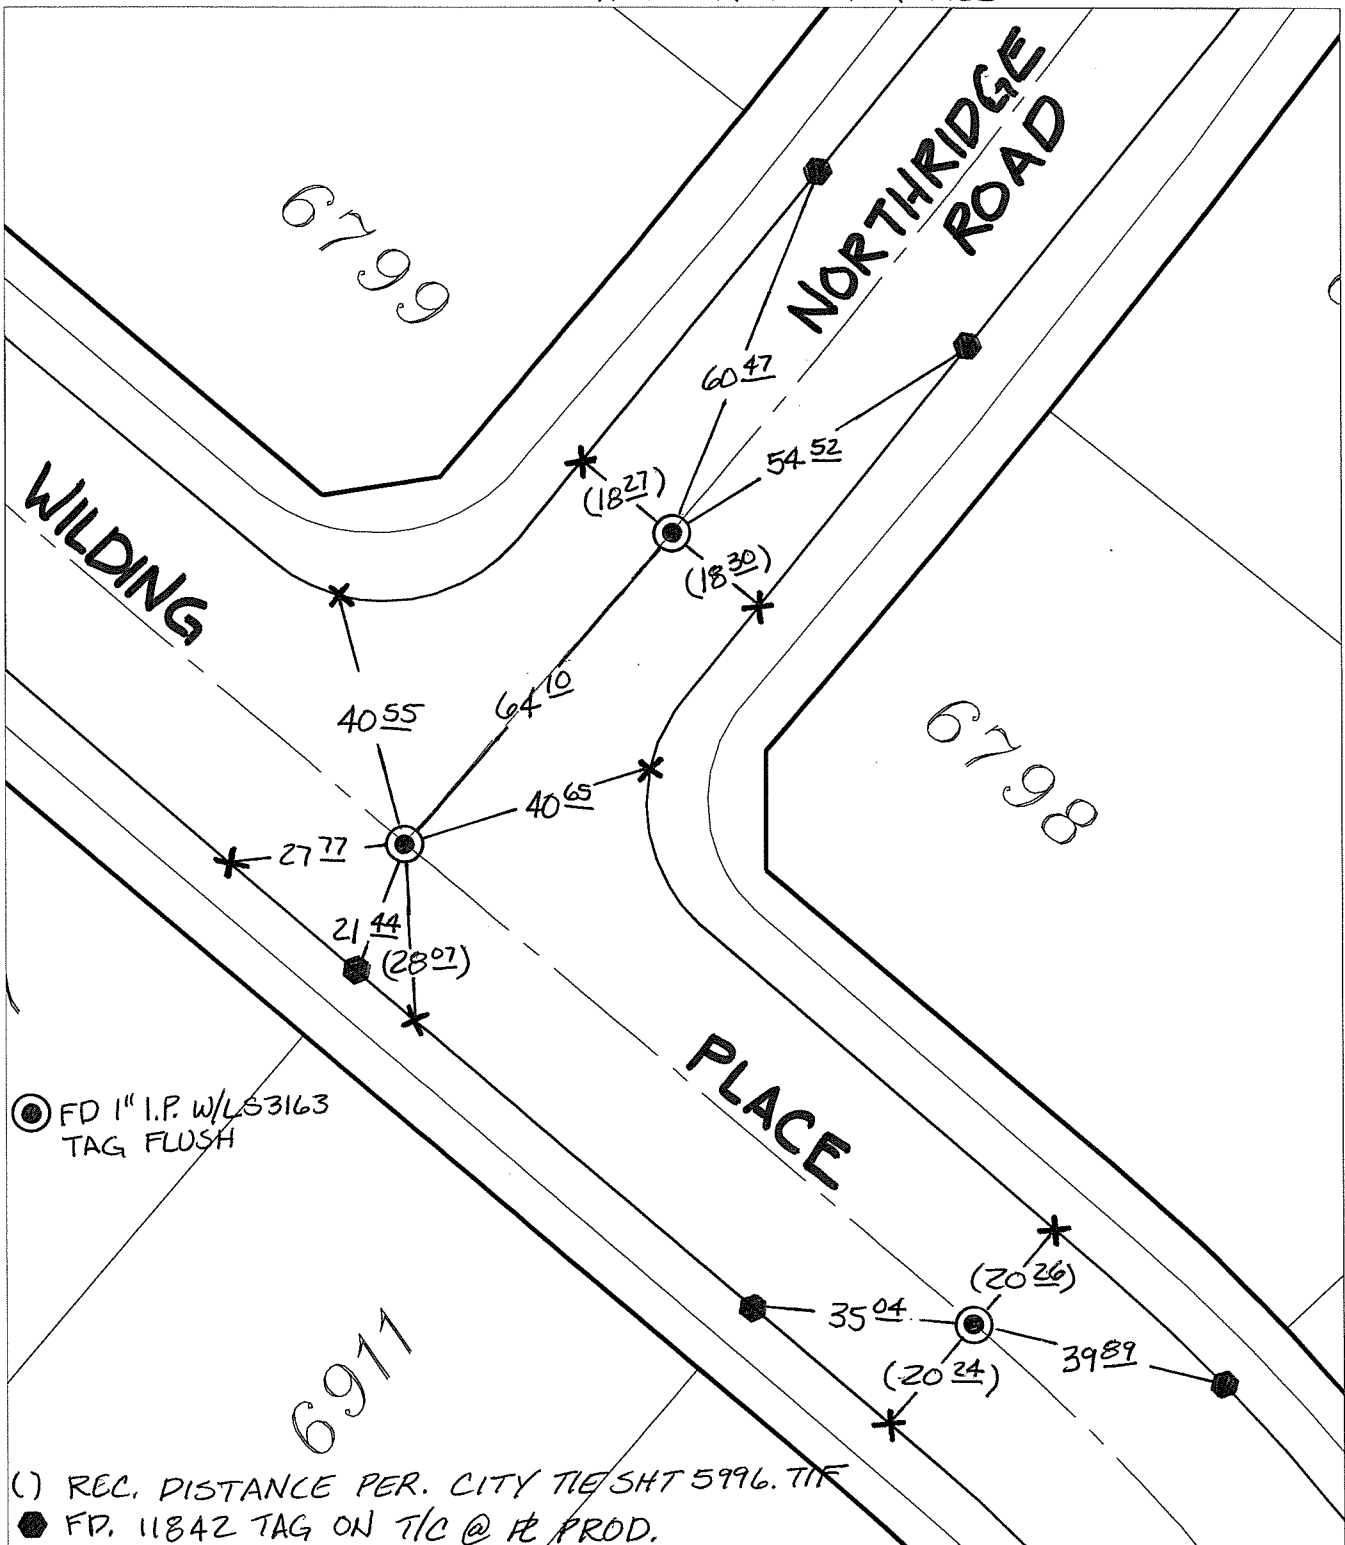 NORTHRIDGE
ROAD
6799
60 47
54 52
(18 27)
(18 30)
WILDING
64 10
40 55
40 65
6798
27 77
21 44
(28 07)
PLACE
FD 1" I.P. W/LS3163
TAG FLUSH
(20 26)
35 04
39 89
(20 24)
6911
() REC. DISTANCE PER. CITY TIE SHT 5996. TIF
FD. 11842 TAG ON T/C @ PL PROD.